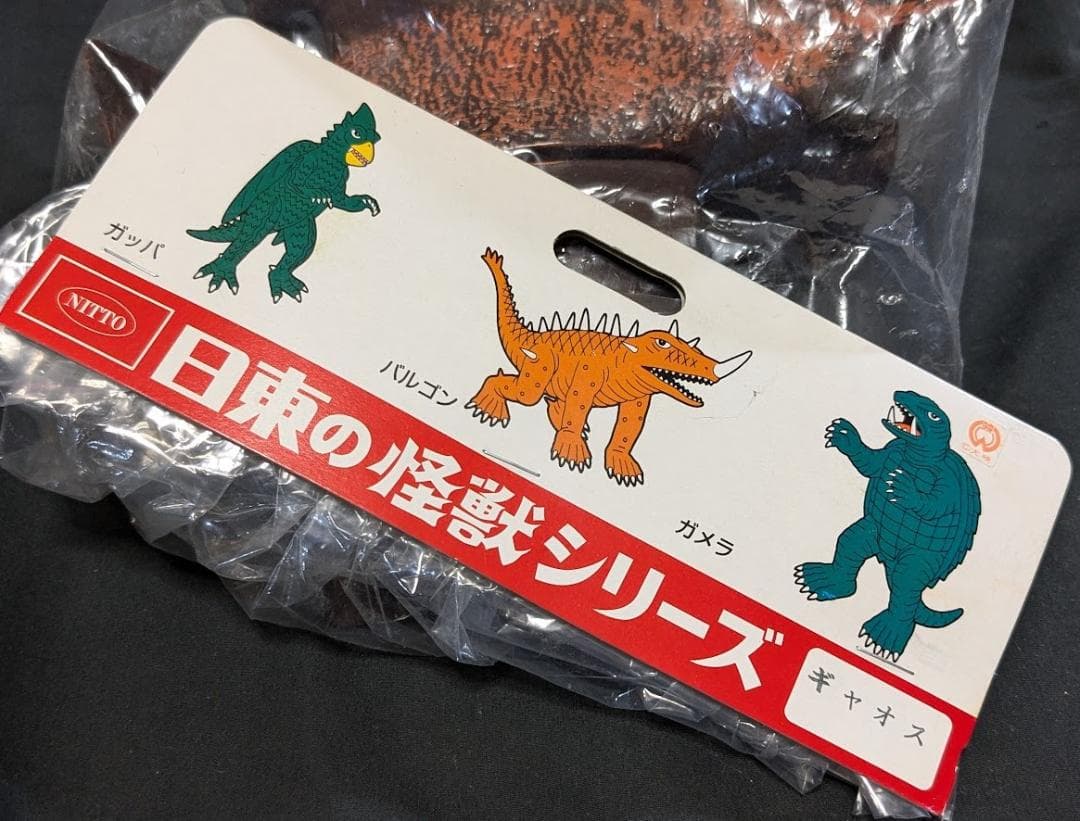 ガッパ
バルゴン
ガメラ
NITTO
日東の怪獣シリーズ
ギャオス